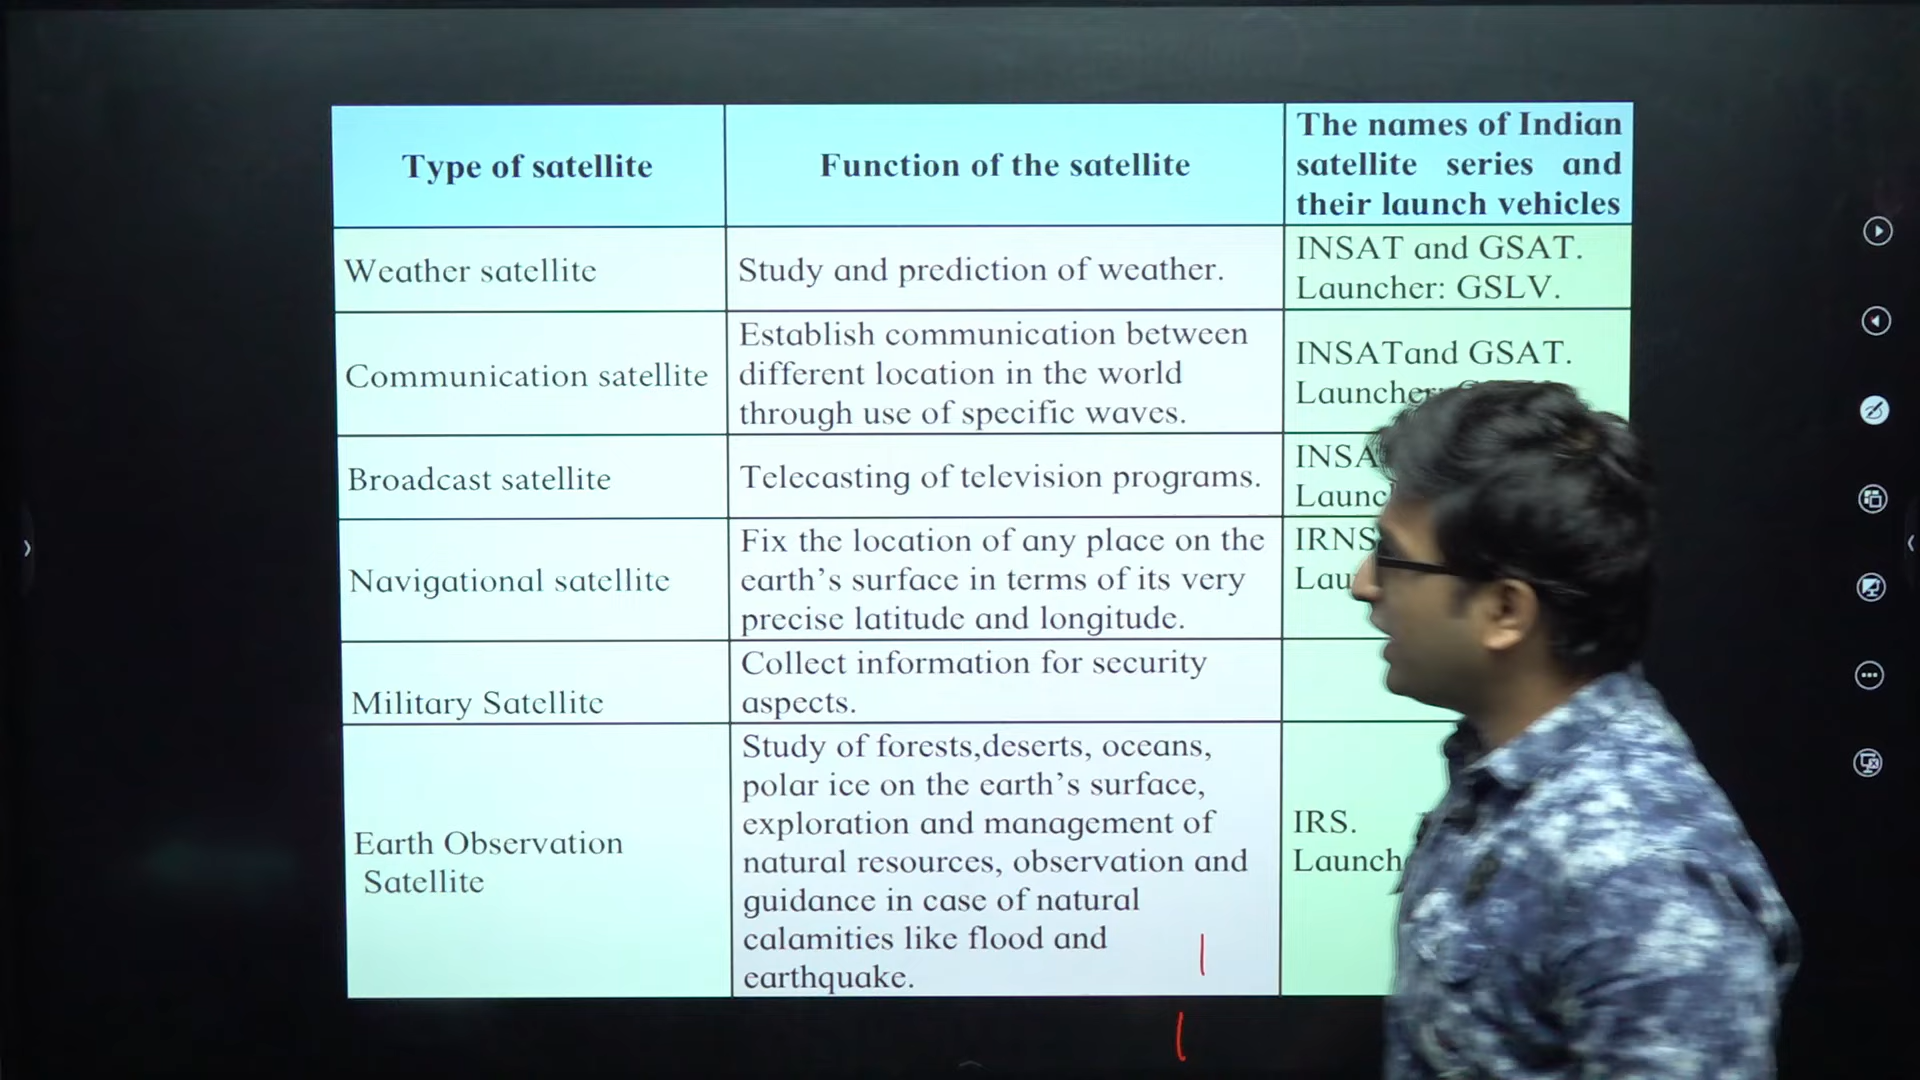 Type of satellite
Function of the satellite
The names of Indian
satellite series and
their launch vehicles
Weather satellite
Study and prediction of weather.
INSAT and GSAT.
Launcher: GSLV.
Communication satellite
Establish communication between
different location in the world
through use of specific waves.
INSATand GSAT.
Broadcast satellite
Telecasting of television programs.
Navigational satellite
Fix the location of any place on the
earth’s surface in terms of its very
precise latitude and longitude.
Military Satellite
Collect information for security
aspects.
Earth Observation
Satellite
Study of forests,deserts, oceans,
polar ice on the earth’s surface,
exploration and management of
natural resources, observation and
guidance in case of natural
calamities like flood and
earthquake.
IRS.